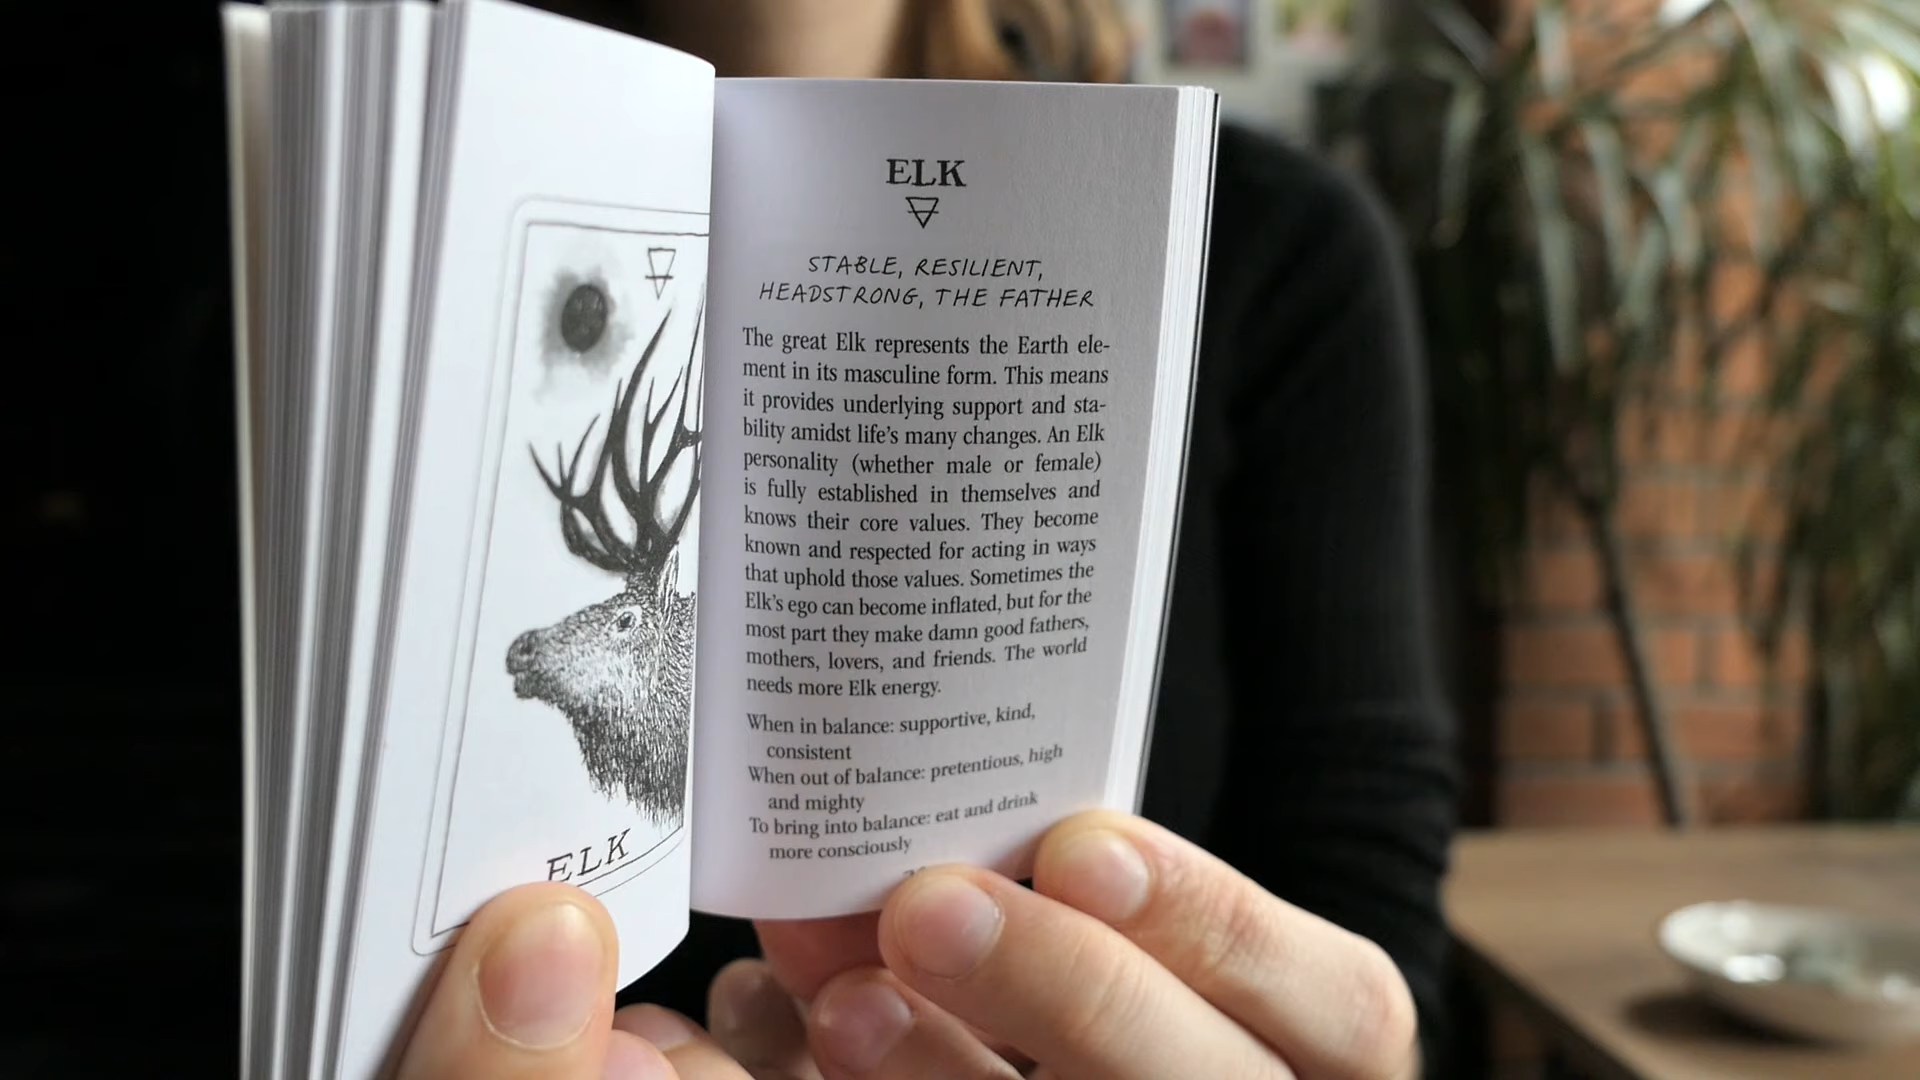 ELK
ELK
STABLE, RESILIENT,
HEADSTRONG, THE FATHER
The great Elk represents the Earth ele-
ment in its masculine form. This means
it provides underlying support and sta-
bility amidst life's many changes. An Elk
personality (whether male or female)
is fully established in themselves and
knows their core values. They become
known and respected for acting in ways
that uphold those values. Sometimes the
Elk's ego can become inflated, but for the
most part they make damn good fathers,
mothers, lovers, and friends. The world
needs more Elk energy.
When in balance: supportive, kind,
consistent
When out of balance: pretentious, high
and mighty
To bring into balance: eat and drink
more consciously